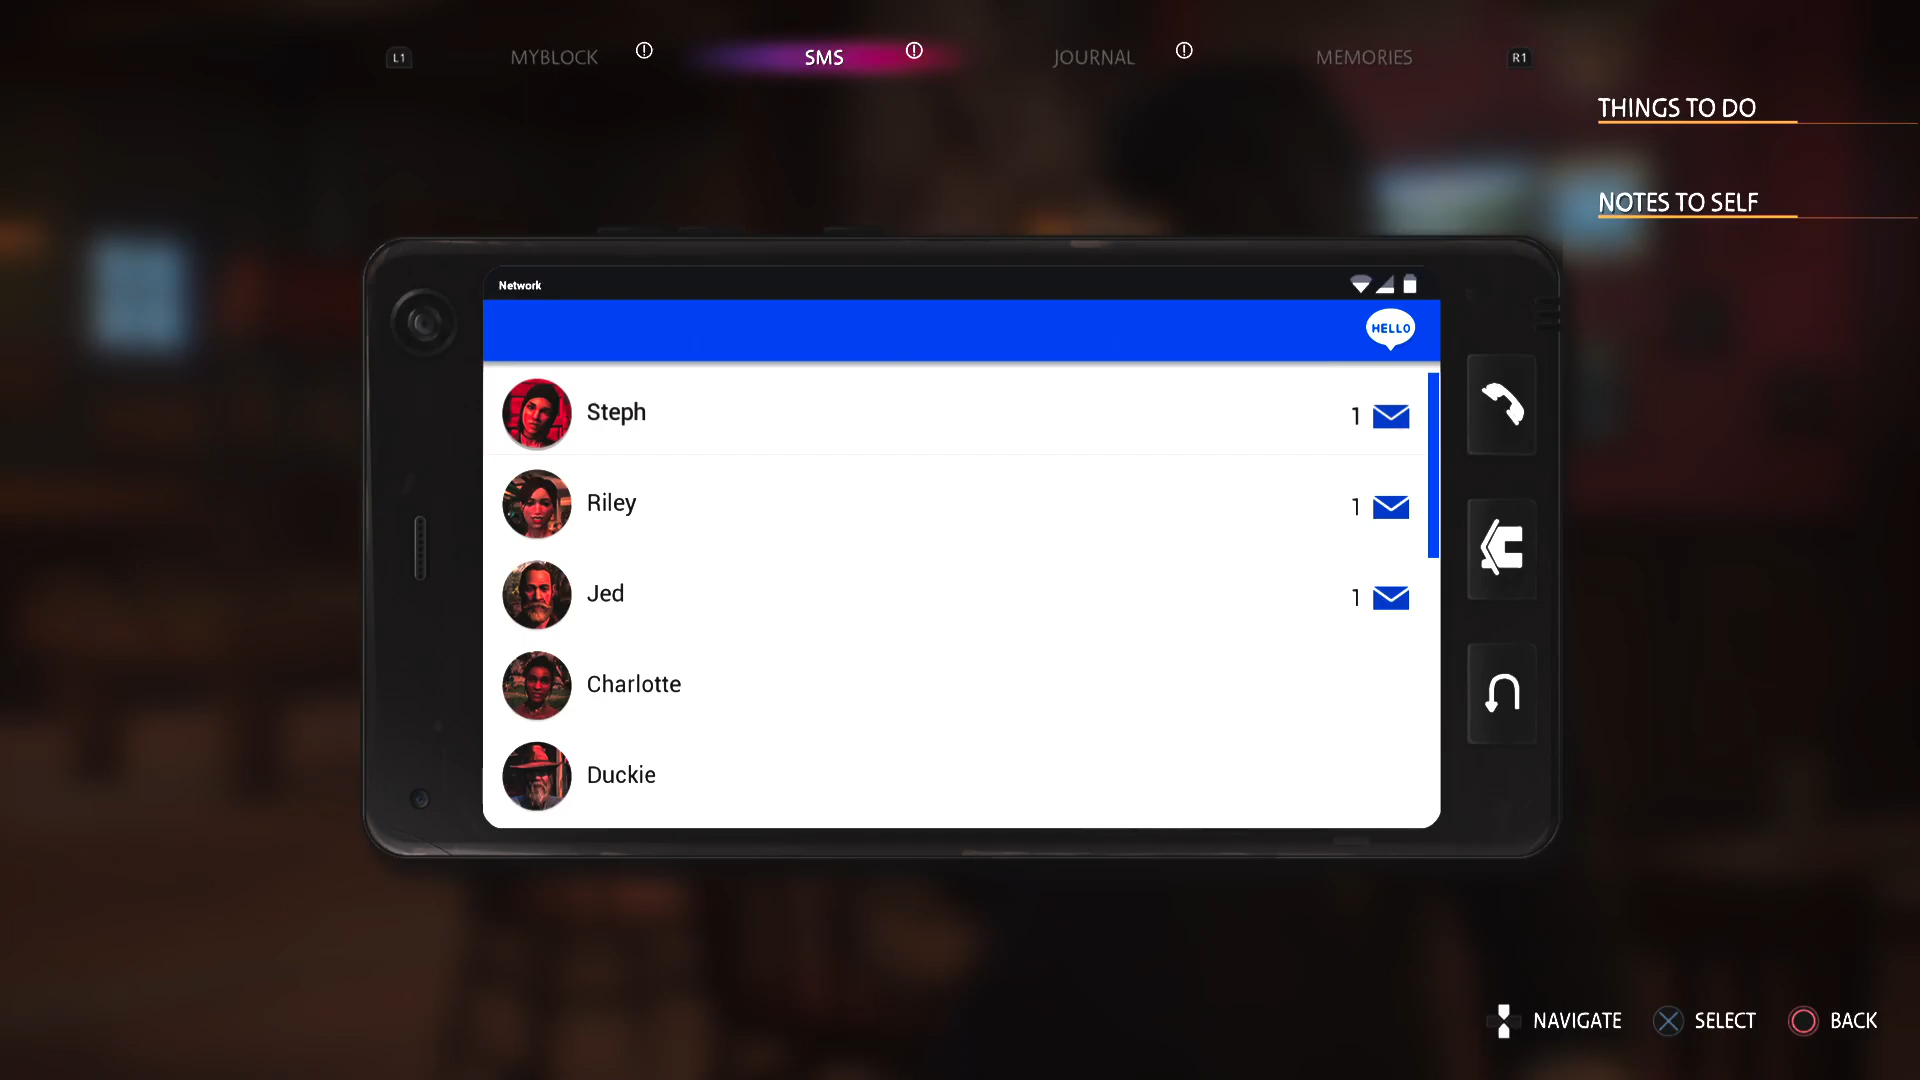 L1
MYBLOCK
SMS
JOURNAL
MEMORIES
R1
THINGS TO DO
NOTES TO SELF
Network
HELLO
Steph 1
Riley 1
Jed 1
Charlotte
Duckie
NAVIGATE SELECT BACK